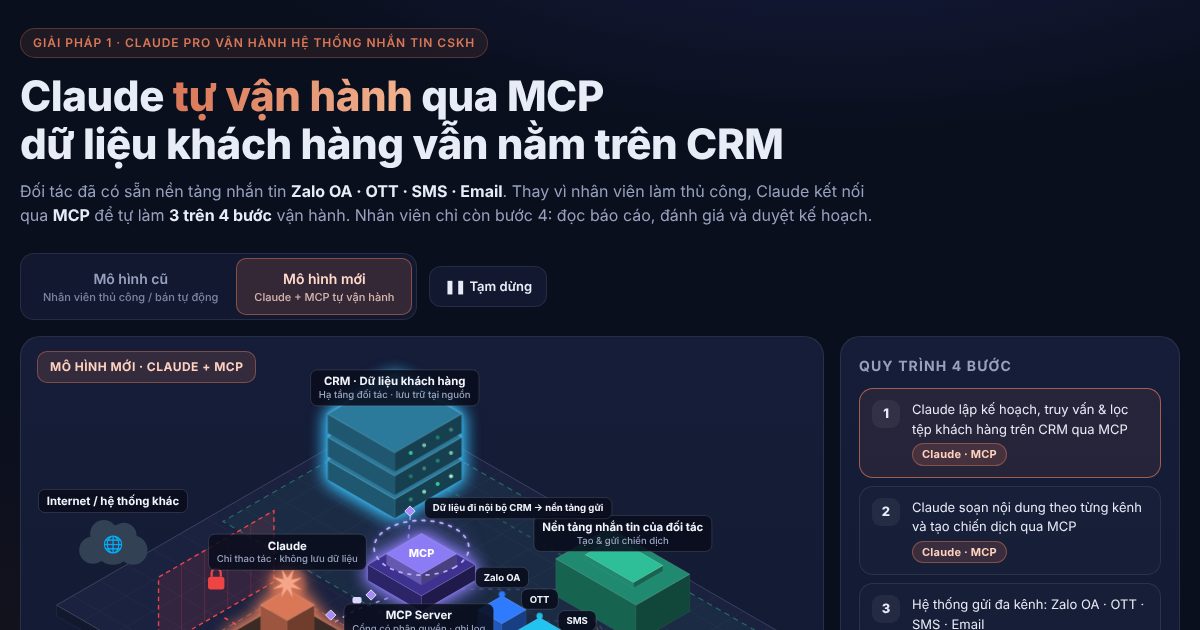 GIẢI PHÁP 1 · CLAUDE PRO VẬN HÀNH HỆ THỐNG NHẮN TIN CSKH
Claude tự vận hành qua MCP
dữ liệu khách hàng vẫn nằm trên CRM
Đối tác đã có sẵn nền tảng nhắn tin Zalo OA · OTT · SMS · Email. Thay vì nhân viên làm thủ công, Claude kết nối
qua MCP để tự làm 3 trên 4 bước vận hành. Nhân viên chỉ còn bước 4: đọc báo cáo, đánh giá và duyệt kế hoạch.
Mô hình cũ
Nhân viên thủ công / bán tự động
Mô hình mới
Claude + MCP tự vận hành
❚❚ Tạm dừng
MÔ HÌNH MỚI · CLAUDE + MCP
CRM · Dữ liệu khách hàng
Hạ tầng đối tác · lưu trữ tại nguồn
Internet / hệ thống khác
Dữ liệu đi nội bộ CRM → nền tảng gửi
Nền tảng nhắn tin của đối tác
Tạo & gửi chiến dịch
Claude
Chỉ thao tác · không lưu dữ liệu
MCP
Zalo OA
OTT
SMS
MCP Server
Cổng có phân quyền · ghi log
QUY TRÌNH 4 BƯỚC
1
Claude lập kế hoạch, truy vấn & lọc
tệp khách hàng trên CRM qua MCP
Claude · MCP
2
Claude soạn nội dung theo từng kênh
và tạo chiến dịch qua MCP
Claude · MCP
3
Hệ thống gửi đa kênh: Zalo OA · OTT ·
SMS · Email